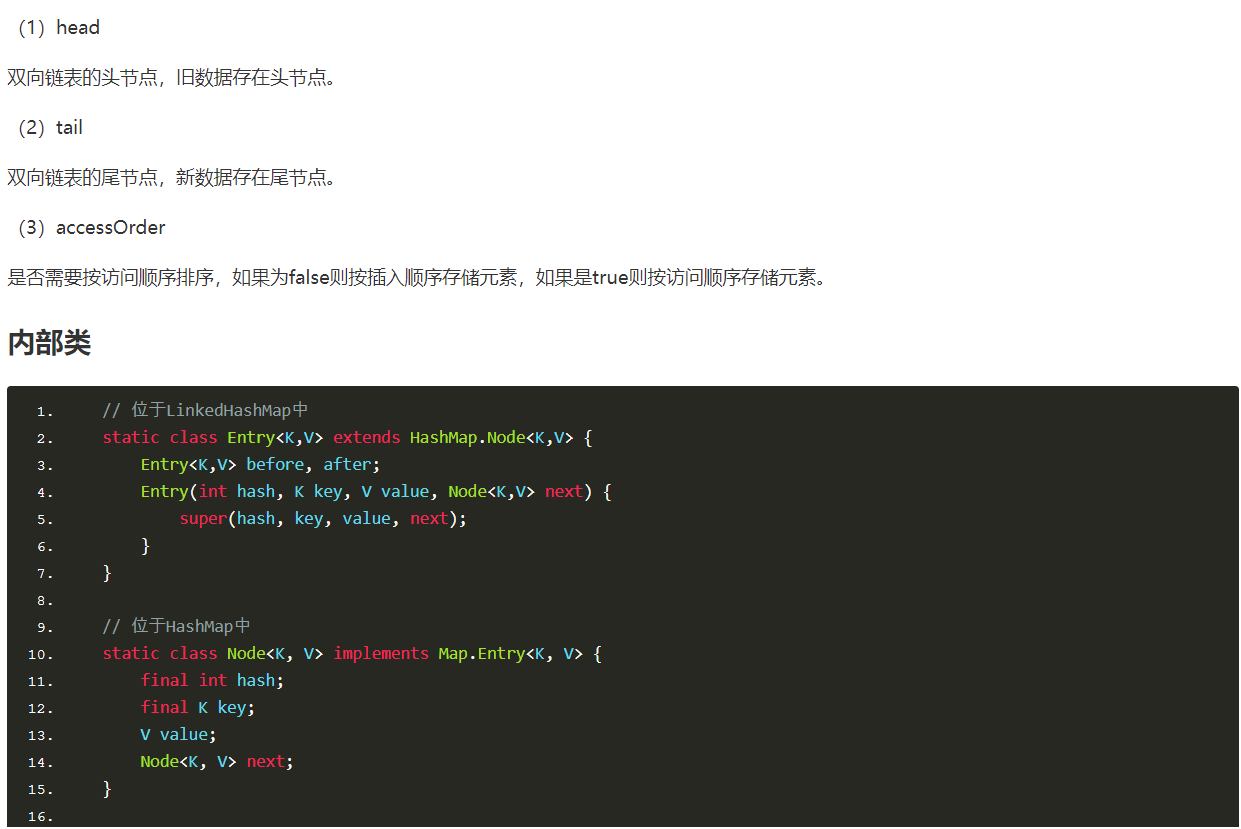 （1）head
双向链表的头节点，旧数据存在头节点。
（2）tail
双向链表的尾节点，新数据存在尾节点。
（3）accessOrder
是否需要按访问顺序排序，如果为false则按插入顺序存储元素，如果是true则按访问顺序存储元素。
内部类
1. // 位于LinkedHashMap中
2. static class Entry<K,V> extends HashMap.Node<K,V> {
3.     Entry<K,V> before, after;
4.     Entry(int hash, K key, V value, Node<K,V> next) {
5.         super(hash, key, value, next);
6.     }
7. }
8.
9. // 位于HashMap中
10. static class Node<K, V> implements Map.Entry<K, V> {
11.     final int hash;
12.     final K key;
13.     V value;
14.     Node<K, V> next;
15. }
16.